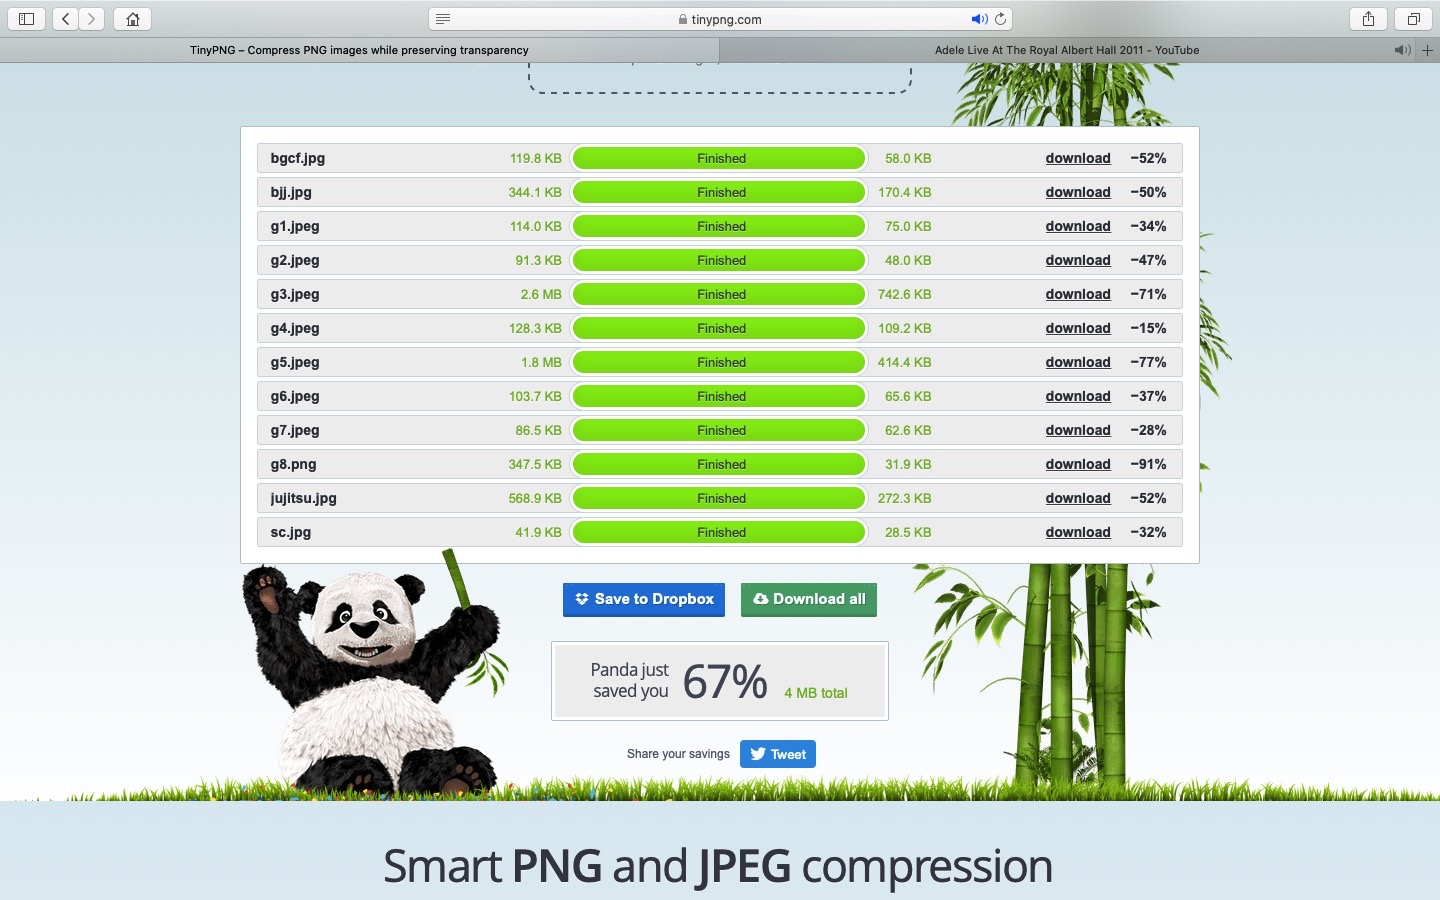 tinypng.com
TinyPNG – Compress PNG images while preserving transparency
Adele Live At The Royal Albert Hall 2011 - YouTube
bgcf.jpg 119.8 KB Finished 58.0 KB download −52%
bjj.jpg 344.1 KB Finished 170.4 KB download −50%
g1.jpeg 114.0 KB Finished 75.0 KB download −34%
g2.jpeg 91.3 KB Finished 48.0 KB download −47%
g3.jpeg 2.6 MB Finished 742.6 KB download −71%
g4.jpeg 128.3 KB Finished 109.2 KB download −15%
g5.jpeg 1.8 MB Finished 414.4 KB download −77%
g6.jpeg 103.7 KB Finished 65.6 KB download −37%
g7.jpeg 86.5 KB Finished 62.6 KB download −28%
g8.png 347.5 KB Finished 31.9 KB download −91%
jujitsu.jpg 568.9 KB Finished 272.3 KB download −52%
sc.jpg 41.9 KB Finished 28.5 KB download −32%
Save to Dropbox Download all
Panda just
saved you 67% 4 MB total
Share your savings Tweet
Smart PNG and JPEG compression